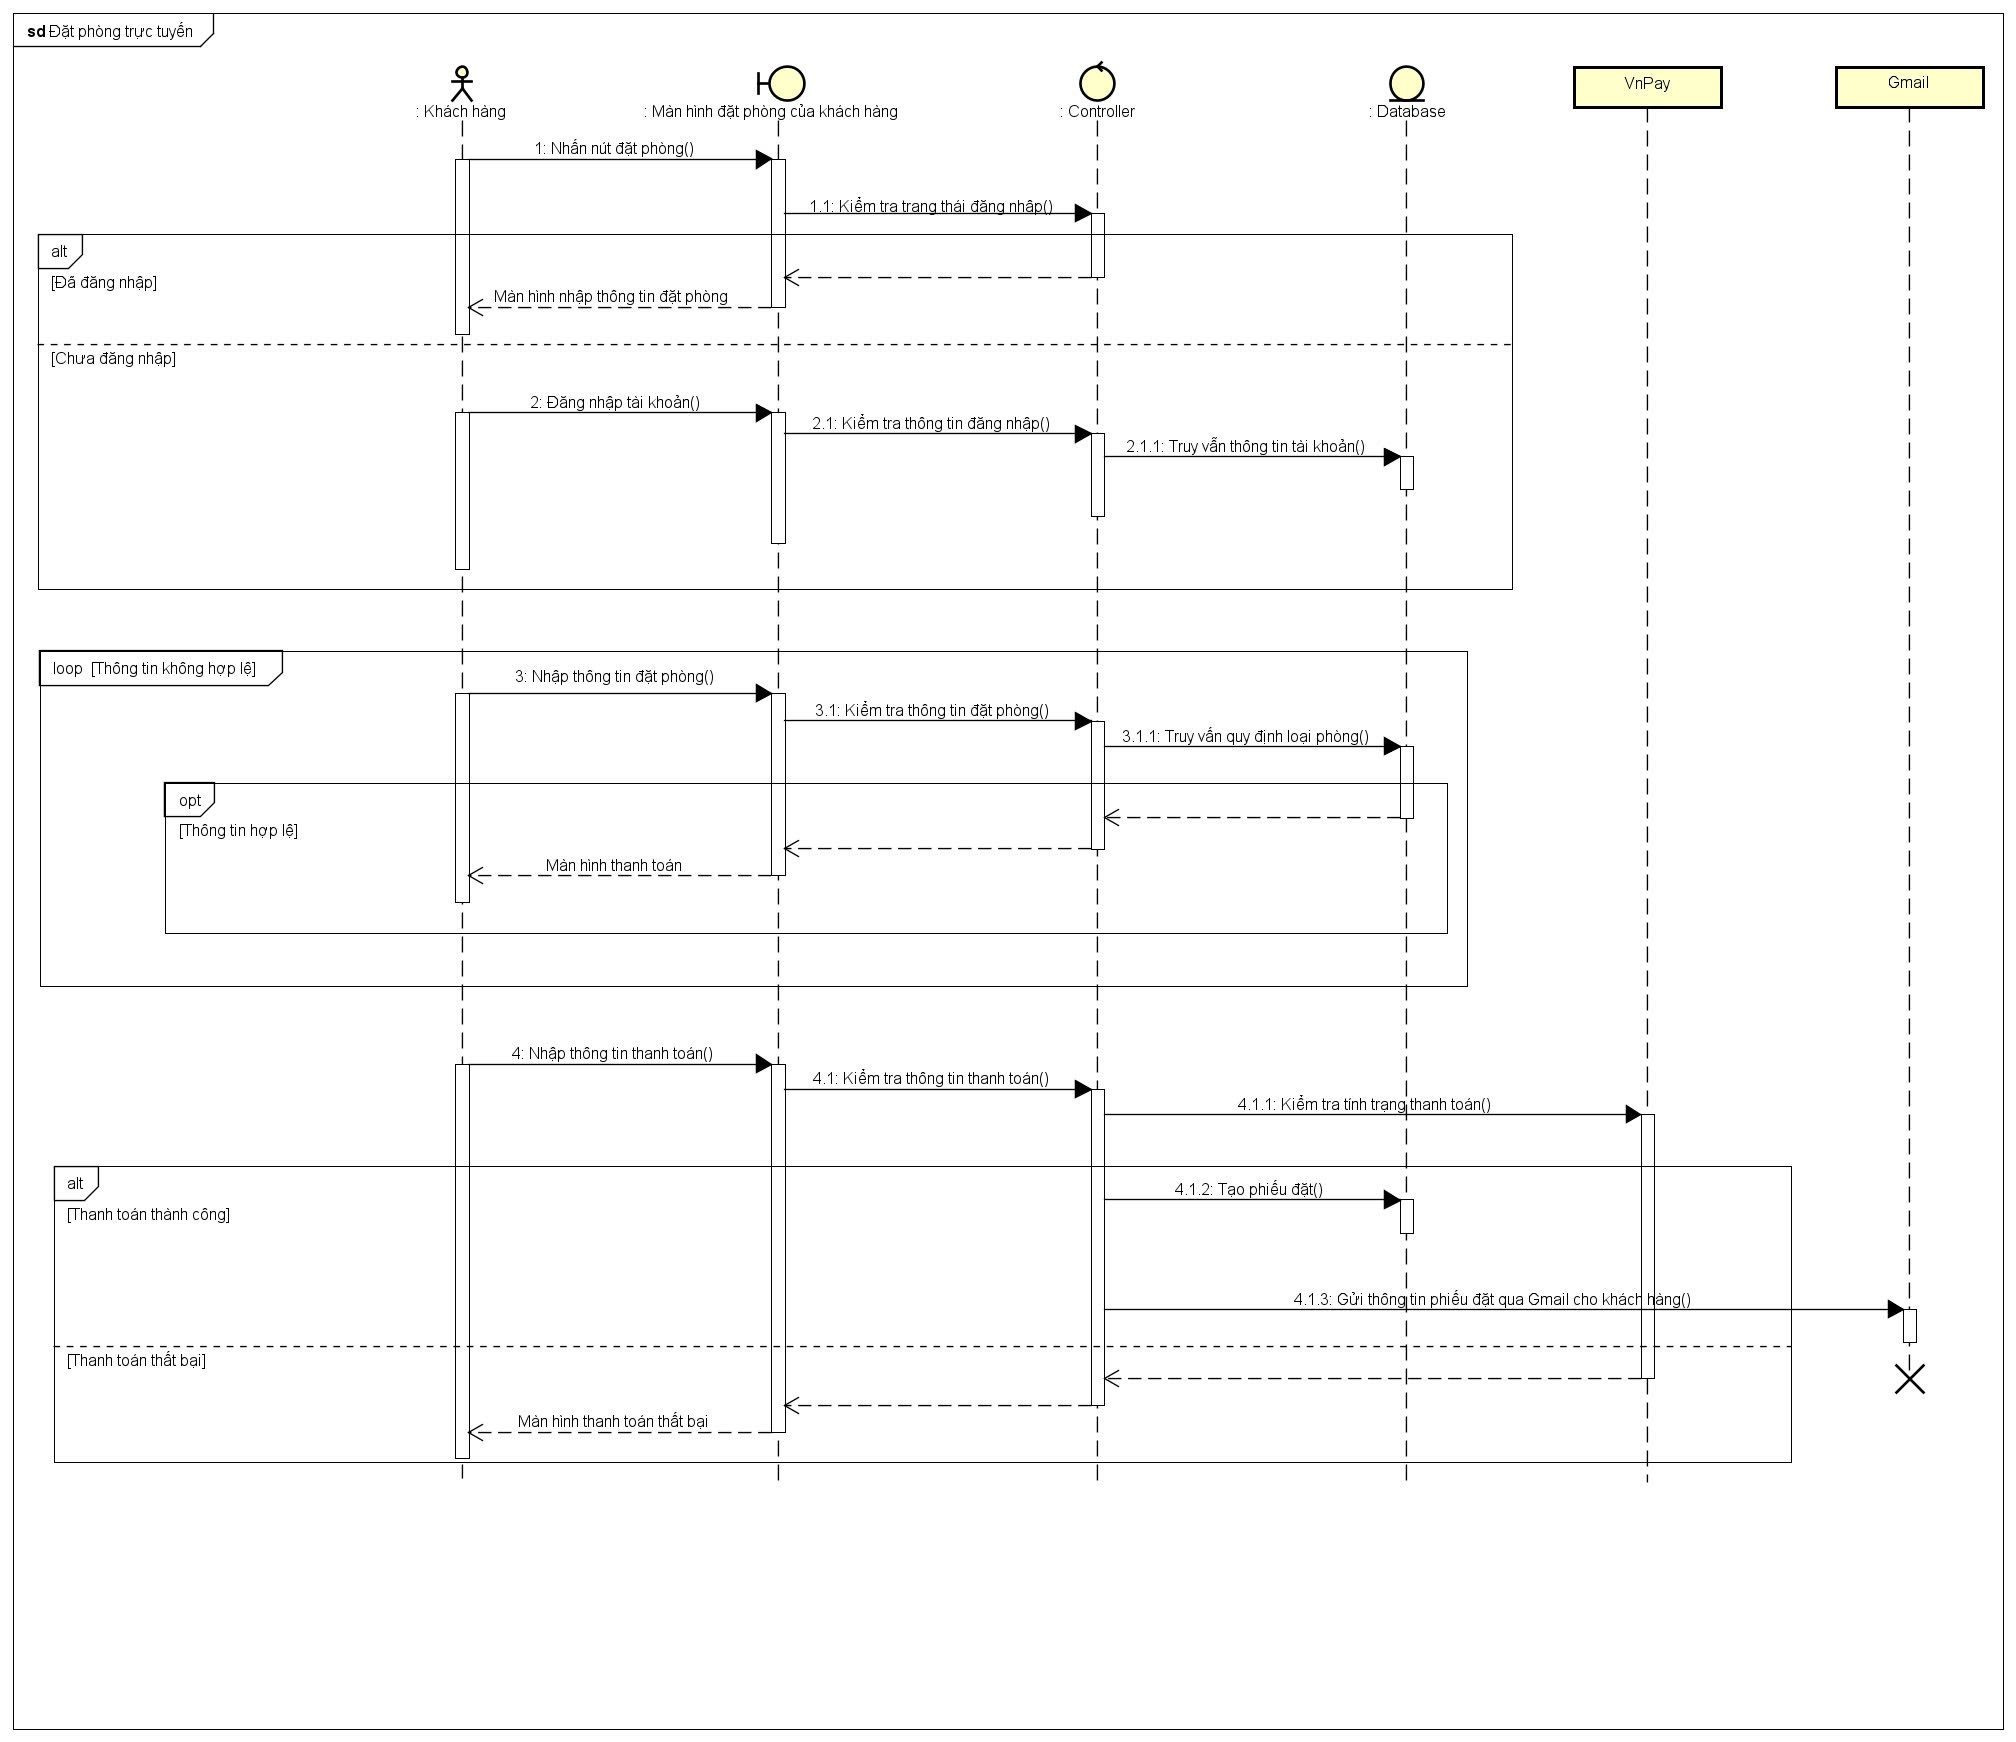 sd Đặt phòng trực tuyến
: Khách hàng
: Màn hình đặt phòng của khách hàng
: Controller
: Database
VnPay
Gmail
1: Nhấn nút đặt phòng()
1.1: Kiểm tra trang thái đăng nhâp()
alt
[Đã đăng nhập]
Màn hình nhập thông tin đặt phòng
[Chưa đăng nhập]
2: Đăng nhập tài khoản()
2.1: Kiểm tra thông tin đăng nhập()
2.1.1: Truy vẫn thông tin tài khoản()
loop [Thông tin không hợp lệ]
3: Nhập thông tin đặt phòng()
3.1: Kiểm tra thông tin đặt phòng()
3.1.1: Truy vấn quy định loại phòng()
opt
[Thông tin hợp lệ]
Màn hình thanh toán
4: Nhập thông tin thanh toán()
4.1: Kiểm tra thông tin thanh toán()
4.1.1: Kiểm tra tính trạng thanh toán()
alt
4.1.2: Tạo phiếu đặt()
[Thanh toán thành công]
4.1.3: Gửi thông tin phiếu đặt qua Gmail cho khách hàng()
[Thanh toán thất bại]
Màn hình thanh toán thất bại